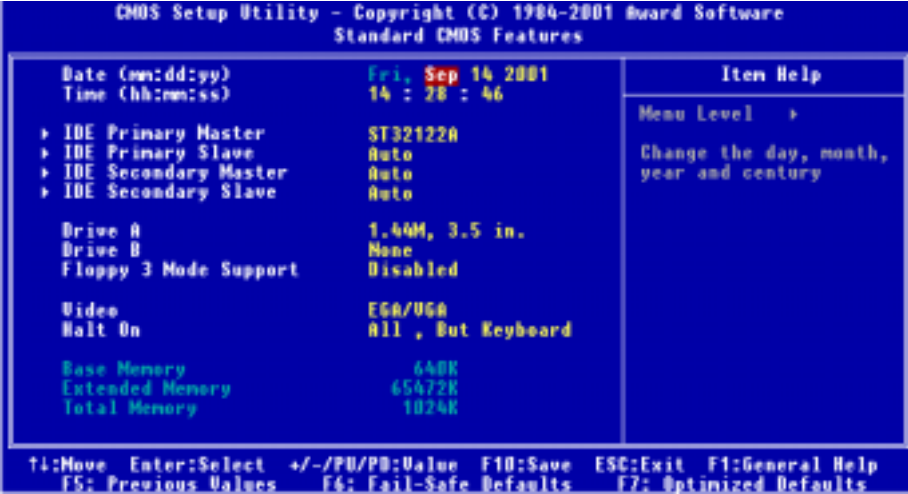 CMOS Setup Utility - Copyright (C) 1984-2001 Award Software
Standard CMOS Features
Date (mm:dd:yy) Fri, Sep 14 2001
Time (hh:mm:ss) 14 : 28 : 46
IDE Primary Master ST32122A
IDE Primary Slave Auto
IDE Secondary Master Auto
IDE Secondary Slave Auto
Drive A 1.44M, 3.5 in.
Drive B None
Floppy 3 Mode Support Disabled
Video EGA/VGA
Halt On All , But Keyboard
Base Memory 640K
Extended Memory 65472K
Total Memory 1024K
Item Help
Menu Level ▸
Change the day, month,
year and century
↑↓:Move Enter:Select +/-/PU/PD:Value F10:Save ESC:Exit F1:General Help
F5: Previous Values F6: Fail-Safe Defaults F7: Optimized Defaults